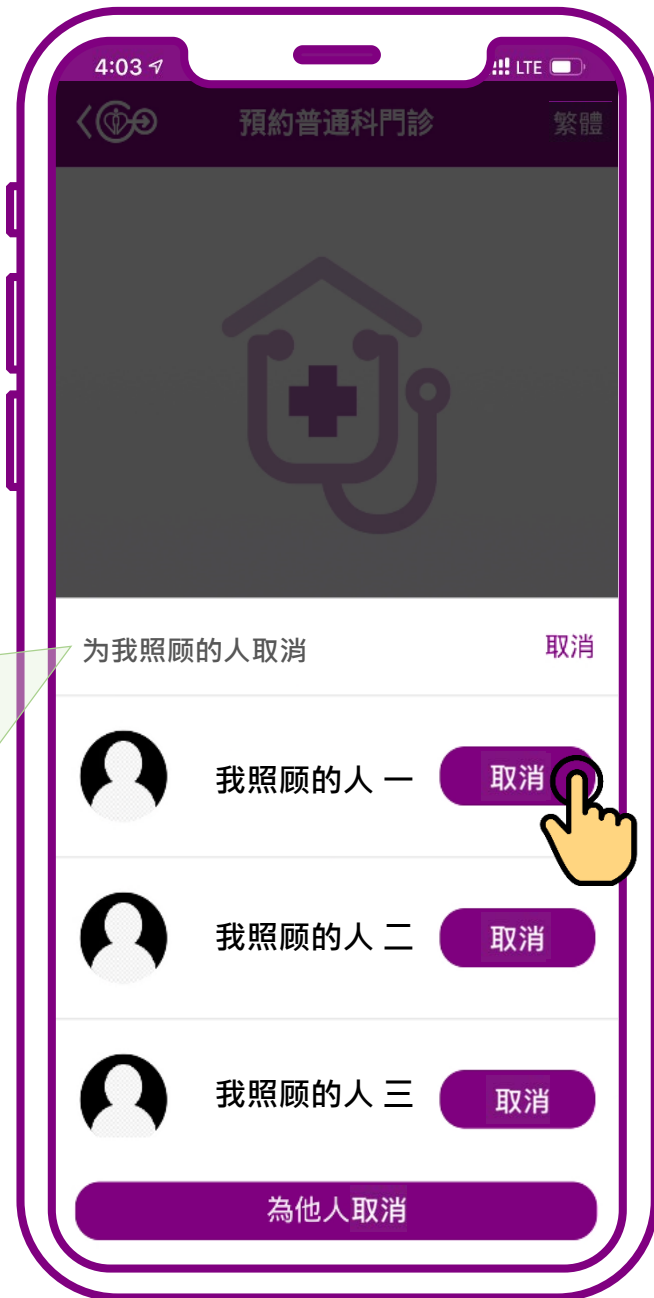 4:03
LTE
預約普通科門診
繁體
为我照顾的人取消
取消
我照顾的人 一
取消
我照顾的人 二
取消
我照顾的人 三
取消
為他人取消